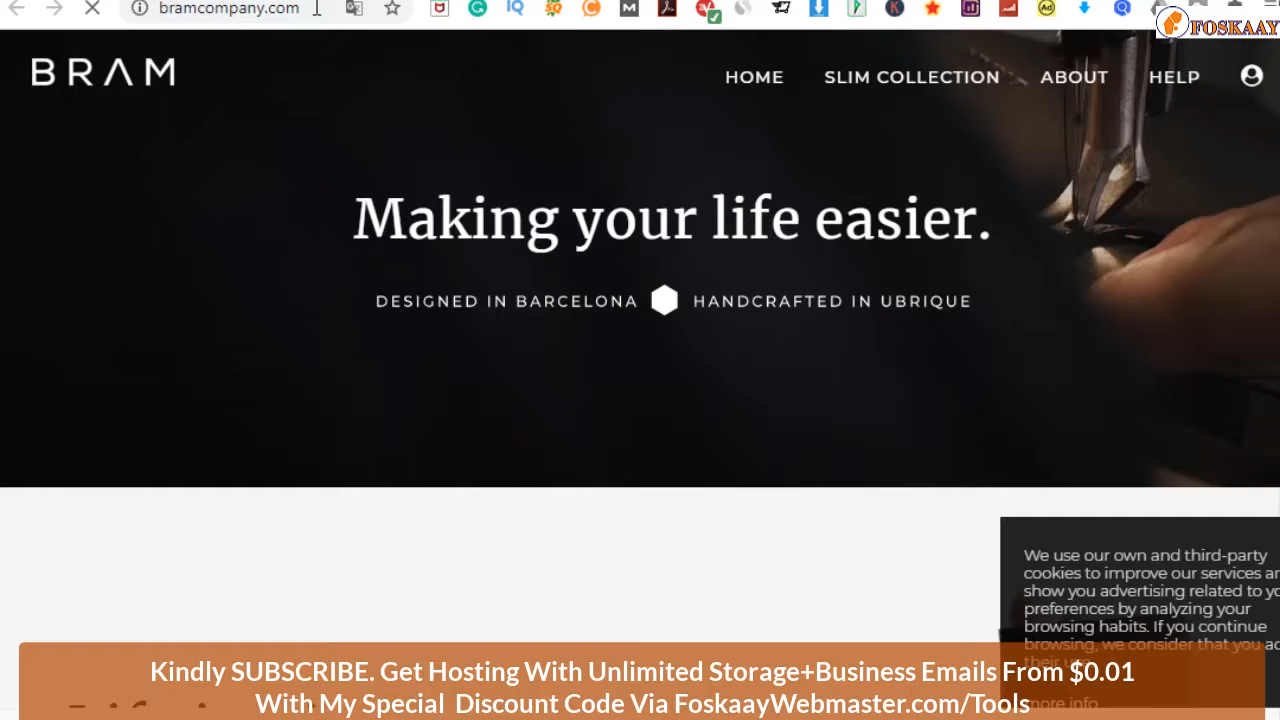 bramcompany.com
FOSKAAY
BRAM
HOME SLIM COLLECTION ABOUT HELP
Making your life easier.
DESIGNED IN BARCELONA HANDCRAFTED IN UBRIQUE
We use our own and third-party
cookies to improve our services
show you advertising related to
preferences by analyzing your
browsing habits. If you continue
browsing, we consider that you
their use.
more info
Kindly SUBSCRIBE. Get Hosting With Unlimited Storage+Business Emails From $0.01
With My Special Discount Code Via FoskaayWebmaster.com/Tools